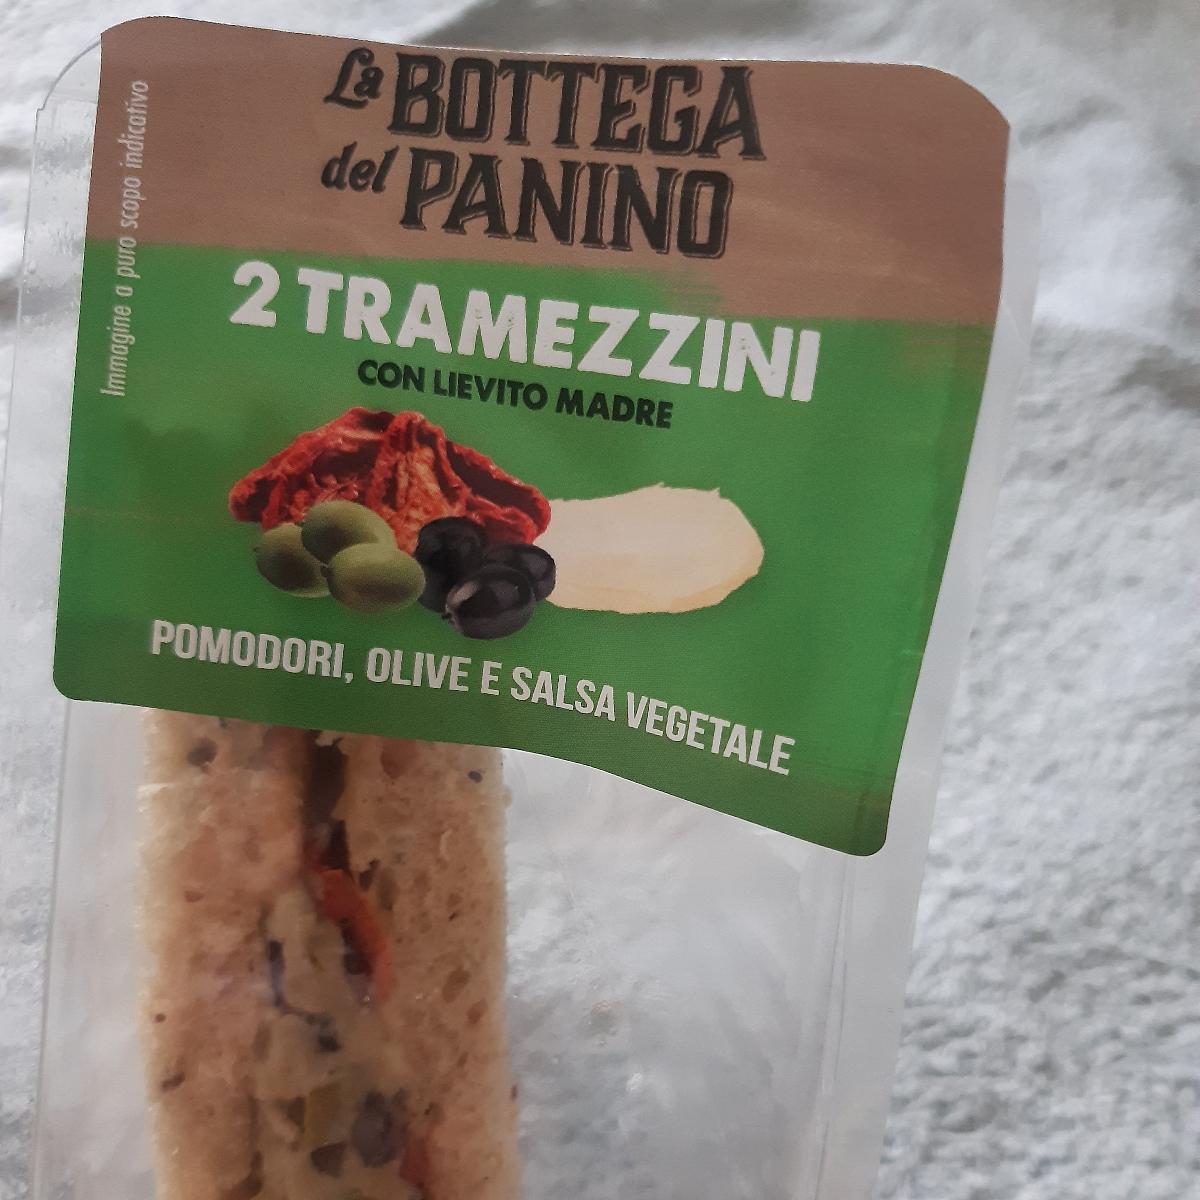 La BOTTEGA
del PANINO
2 TRAMEZZINI
CON LIEVITO MADRE
POMODORI, OLIVE E SALSA VEGETALE
Immagine a puro scopo indicativo